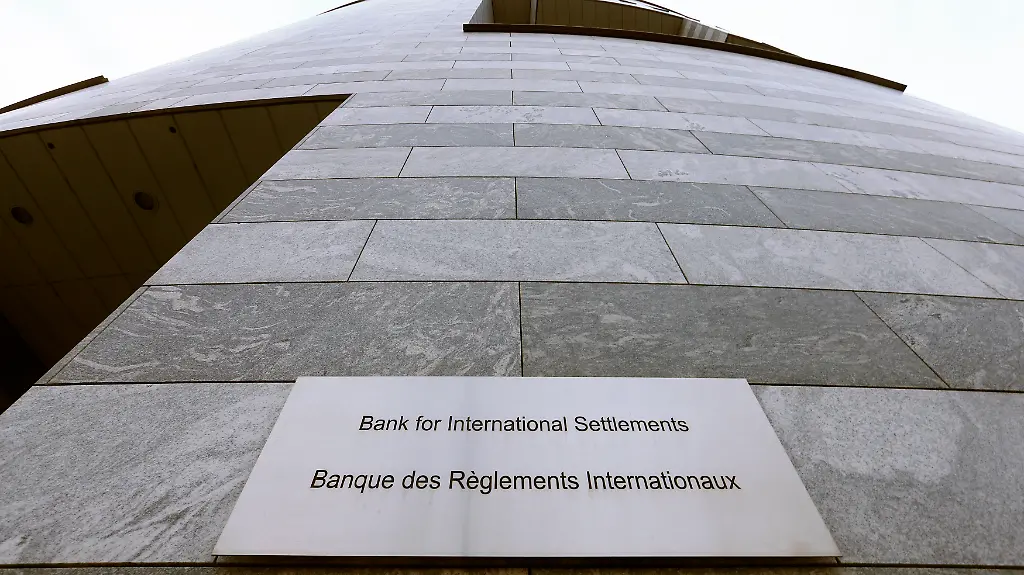 Bank for International Settlements
Banque des Règlements Internationaux